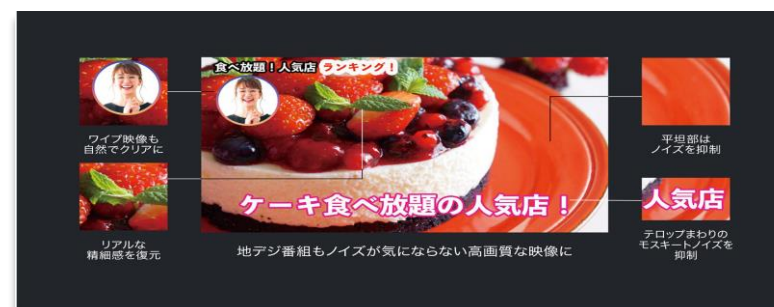 食べ放題！人気店 ランキング！
ワイプ映像も
自然でクリアに
リアルな
精細感を復元
ケーキ食べ放題の人気店！
地デジ番組もノイズが気にならない高画質な映像に
平坦部は
ノイズを抑制
人気店
テロップまわりの
モスキートノイズを
抑制